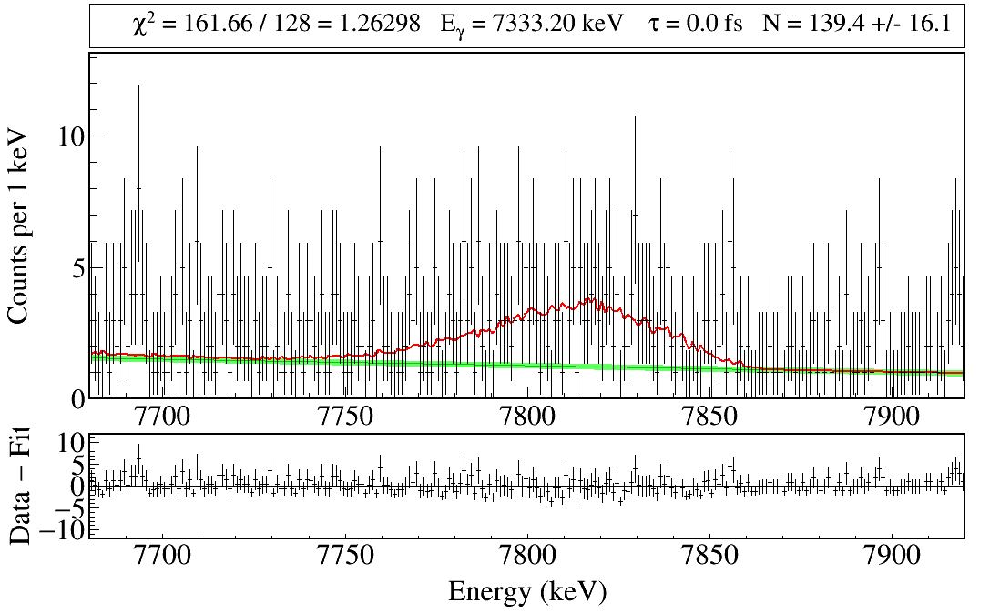 χ² = 161.66 / 128 = 1.26298 E_γ = 7333.20 keV τ = 0.0 fs N = 139.4 +/- 16.1
Counts per 1 keV
10
5
0
7700 7750 7800 7850 7900
Data − Fit
10
5
0
−5
−10
7700 7750 7800 7850 7900
Energy (keV)